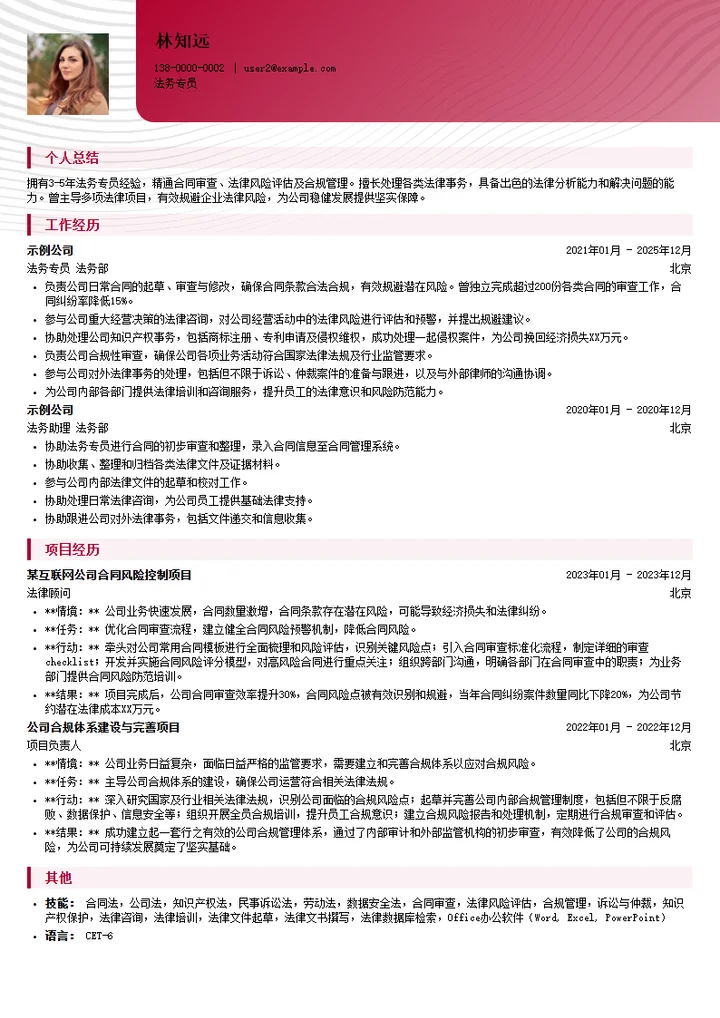 林知远
138-0000-0002 | user2@example.com
法务专员
个人总结
拥有3-5年法务专员经验，精通合同审查、法律风险评估及合规管理。擅长处理各类法律事务，具备出色的法律分析能力和解决问题的能
力。曾主导多项法律项目，有效规避企业法律风险，为公司稳健发展提供坚实保障。
工作经历
示例公司 2021年01月 - 2025年12月
法务专员 法务部 北京
• 负责公司日常合同的起草、审查与修改，确保合同条款合法合规，有效规避潜在风险。曾独立完成超过200份各类合同的审查工作，合
同纠纷率降低15%。
• 参与公司重大经营决策的法律咨询，对公司经营活动中的法律风险进行评估和预警，并提出规避建议。
• 协助处理公司知识产权事务，包括商标注册、专利申请及侵权维权，成功处理一起侵权案件，为公司挽回经济损失XX万元。
• 负责公司合规性审查，确保公司各项业务活动符合国家法律法规及行业监管要求。
• 参与公司对外法律事务的处理，包括但不限于诉讼、仲裁案件的准备与跟进，以及与外部律师的沟通协调。
• 为公司内部各部门提供法律培训和咨询服务，提升员工的法律意识和风险防范能力。
示例公司 2020年01月 - 2020年12月
法务助理 法务部 北京
• 协助法务专员进行合同的初步审查和整理，录入合同信息至合同管理系统。
• 协助收集、整理和归档各类法律文件及证据材料。
• 参与公司内部法律文件的起草和校对工作。
• 协助处理日常法律咨询，为公司员工提供基础法律支持。
• 协助跟进公司对外法律事务，包括文件递交和信息收集。
项目经历
某互联网公司合同风险控制项目 2023年01月 - 2023年12月
法律顾问 北京
• **情境：** 公司业务快速发展，合同数量激增，合同条款存在潜在风险，可能导致经济损失和法律纠纷。
• **任务：** 优化合同审查流程，建立健全合同风险预警机制，降低合同风险。
• **行动：** 牵头对公司常用合同模板进行全面梳理和风险评估，识别关键风险点；引入合同审查标准化流程，制定详细的审查
checklist；开发并实施合同风险评分模型，对高风险合同进行重点关注；组织跨部门沟通，明确各部门在合同审查中的职责；为业务
部门提供合同风险防范培训。
• **结果：** 项目完成后，公司合同审查效率提升30%，合同风险点被有效识别和规避，当年合同纠纷案件数量同比下降20%，为公司节
约潜在法律成本XX万元。
公司合规体系建设与完善项目 2022年01月 - 2022年12月
项目负责人 北京
• **情境：** 公司业务日益复杂，面临日益严格的监管要求，需要建立和完善合规体系以应对合规风险。
• **任务：** 主导公司合规体系的建设，确保公司运营符合相关法律法规。
• **行动：** 深入研究国家及行业相关法律法规，识别公司面临的合规风险点；起草并完善公司内部合规管理制度，包括但不限于反腐
败、数据保护、信息安全等；组织开展全员合规培训，提升员工合规意识；建立合规风险报告和处理机制，定期进行合规审查和评估。
• **结果：** 成功建立起一套行之有效的公司合规管理体系，通过了内部审计和外部监管机构的初步审查，有效降低了公司的合规风
险，为公司可持续发展奠定了坚实基础。
其他
• 技能： 合同法，公司法，知识产权法，民事诉讼法，劳动法，数据安全法，合同审查，法律风险评估，合规管理，诉讼与仲裁，知识
产权保护，法律咨询，法律培训，法律文件起草，法律文书撰写，法律数据库检索，Office办公软件（Word, Excel, PowerPoint）
• 语言： CET-6